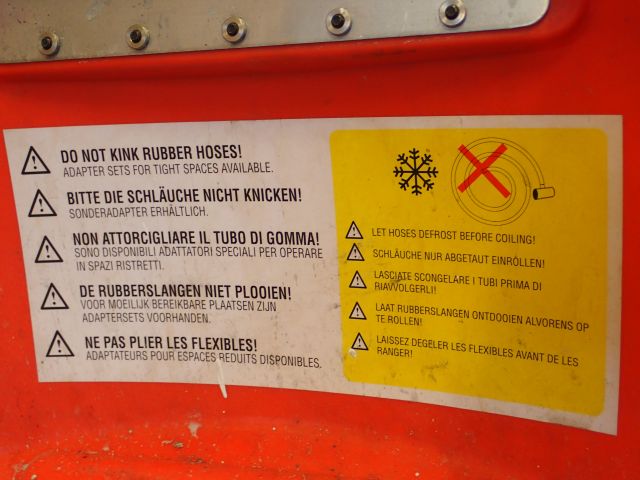 DO NOT KINK RUBBER HOSES!
ADAPTER SETS FOR TIGHT SPACES AVAILABLE.
BITTE DIE SCHLÄUCHE NICHT KNICKEN!
SONDERADAPTER ERHÄLTLICH.
NON ATTORCIGLIARE IL TUBO DI GOMMA!
SONO DISPONIBILI ADATTATORI SPECIALI PER OPERARE
IN SPAZI RISTRETTI.
DE RUBBERSLANGEN NIET PLOOIEN!
VOOR MOEILIJK BEREIKBARE PLAATSEN ZIJN
ADAPTERSETS VOORHANDEN.
NE PAS PLIER LES FLEXIBLES!
ADAPTATEURS POUR ESPACES REDUITS DISPONIBLES.
LET HOSES DEFROST BEFORE COILING!
SCHLÄUCHE NUR ABGETAUT EINRÖLLEN!
LASCIATE SCONGELARE I TUBI PRIMA DI
RIAVVOLGERLI!
LAAT RUBBERSLANGEN ONTDOOIEN ALVORENS OP
TE ROLLEN!
LAISSEZ DEGELER LES FLEXIBLES AVANT DE LES
RANGER!